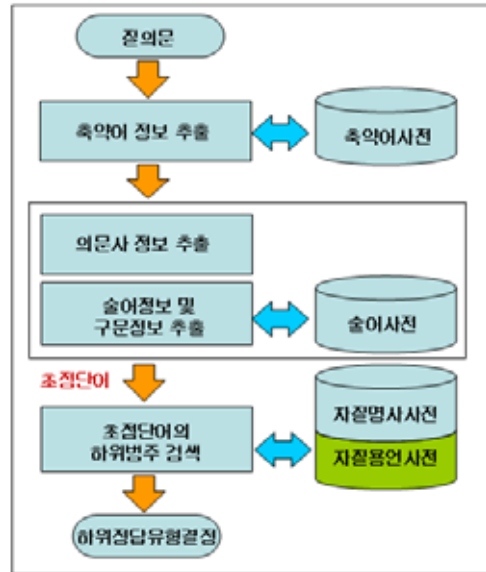 질의문
축약어 정보 추출
축약어사전
의문사 정보 추출
술어정보 및
구문정보 추출
술어사전
초점단어
초점단어의
하위범주 검색
자질명사사전
자질용언사전
하위정답유형결정